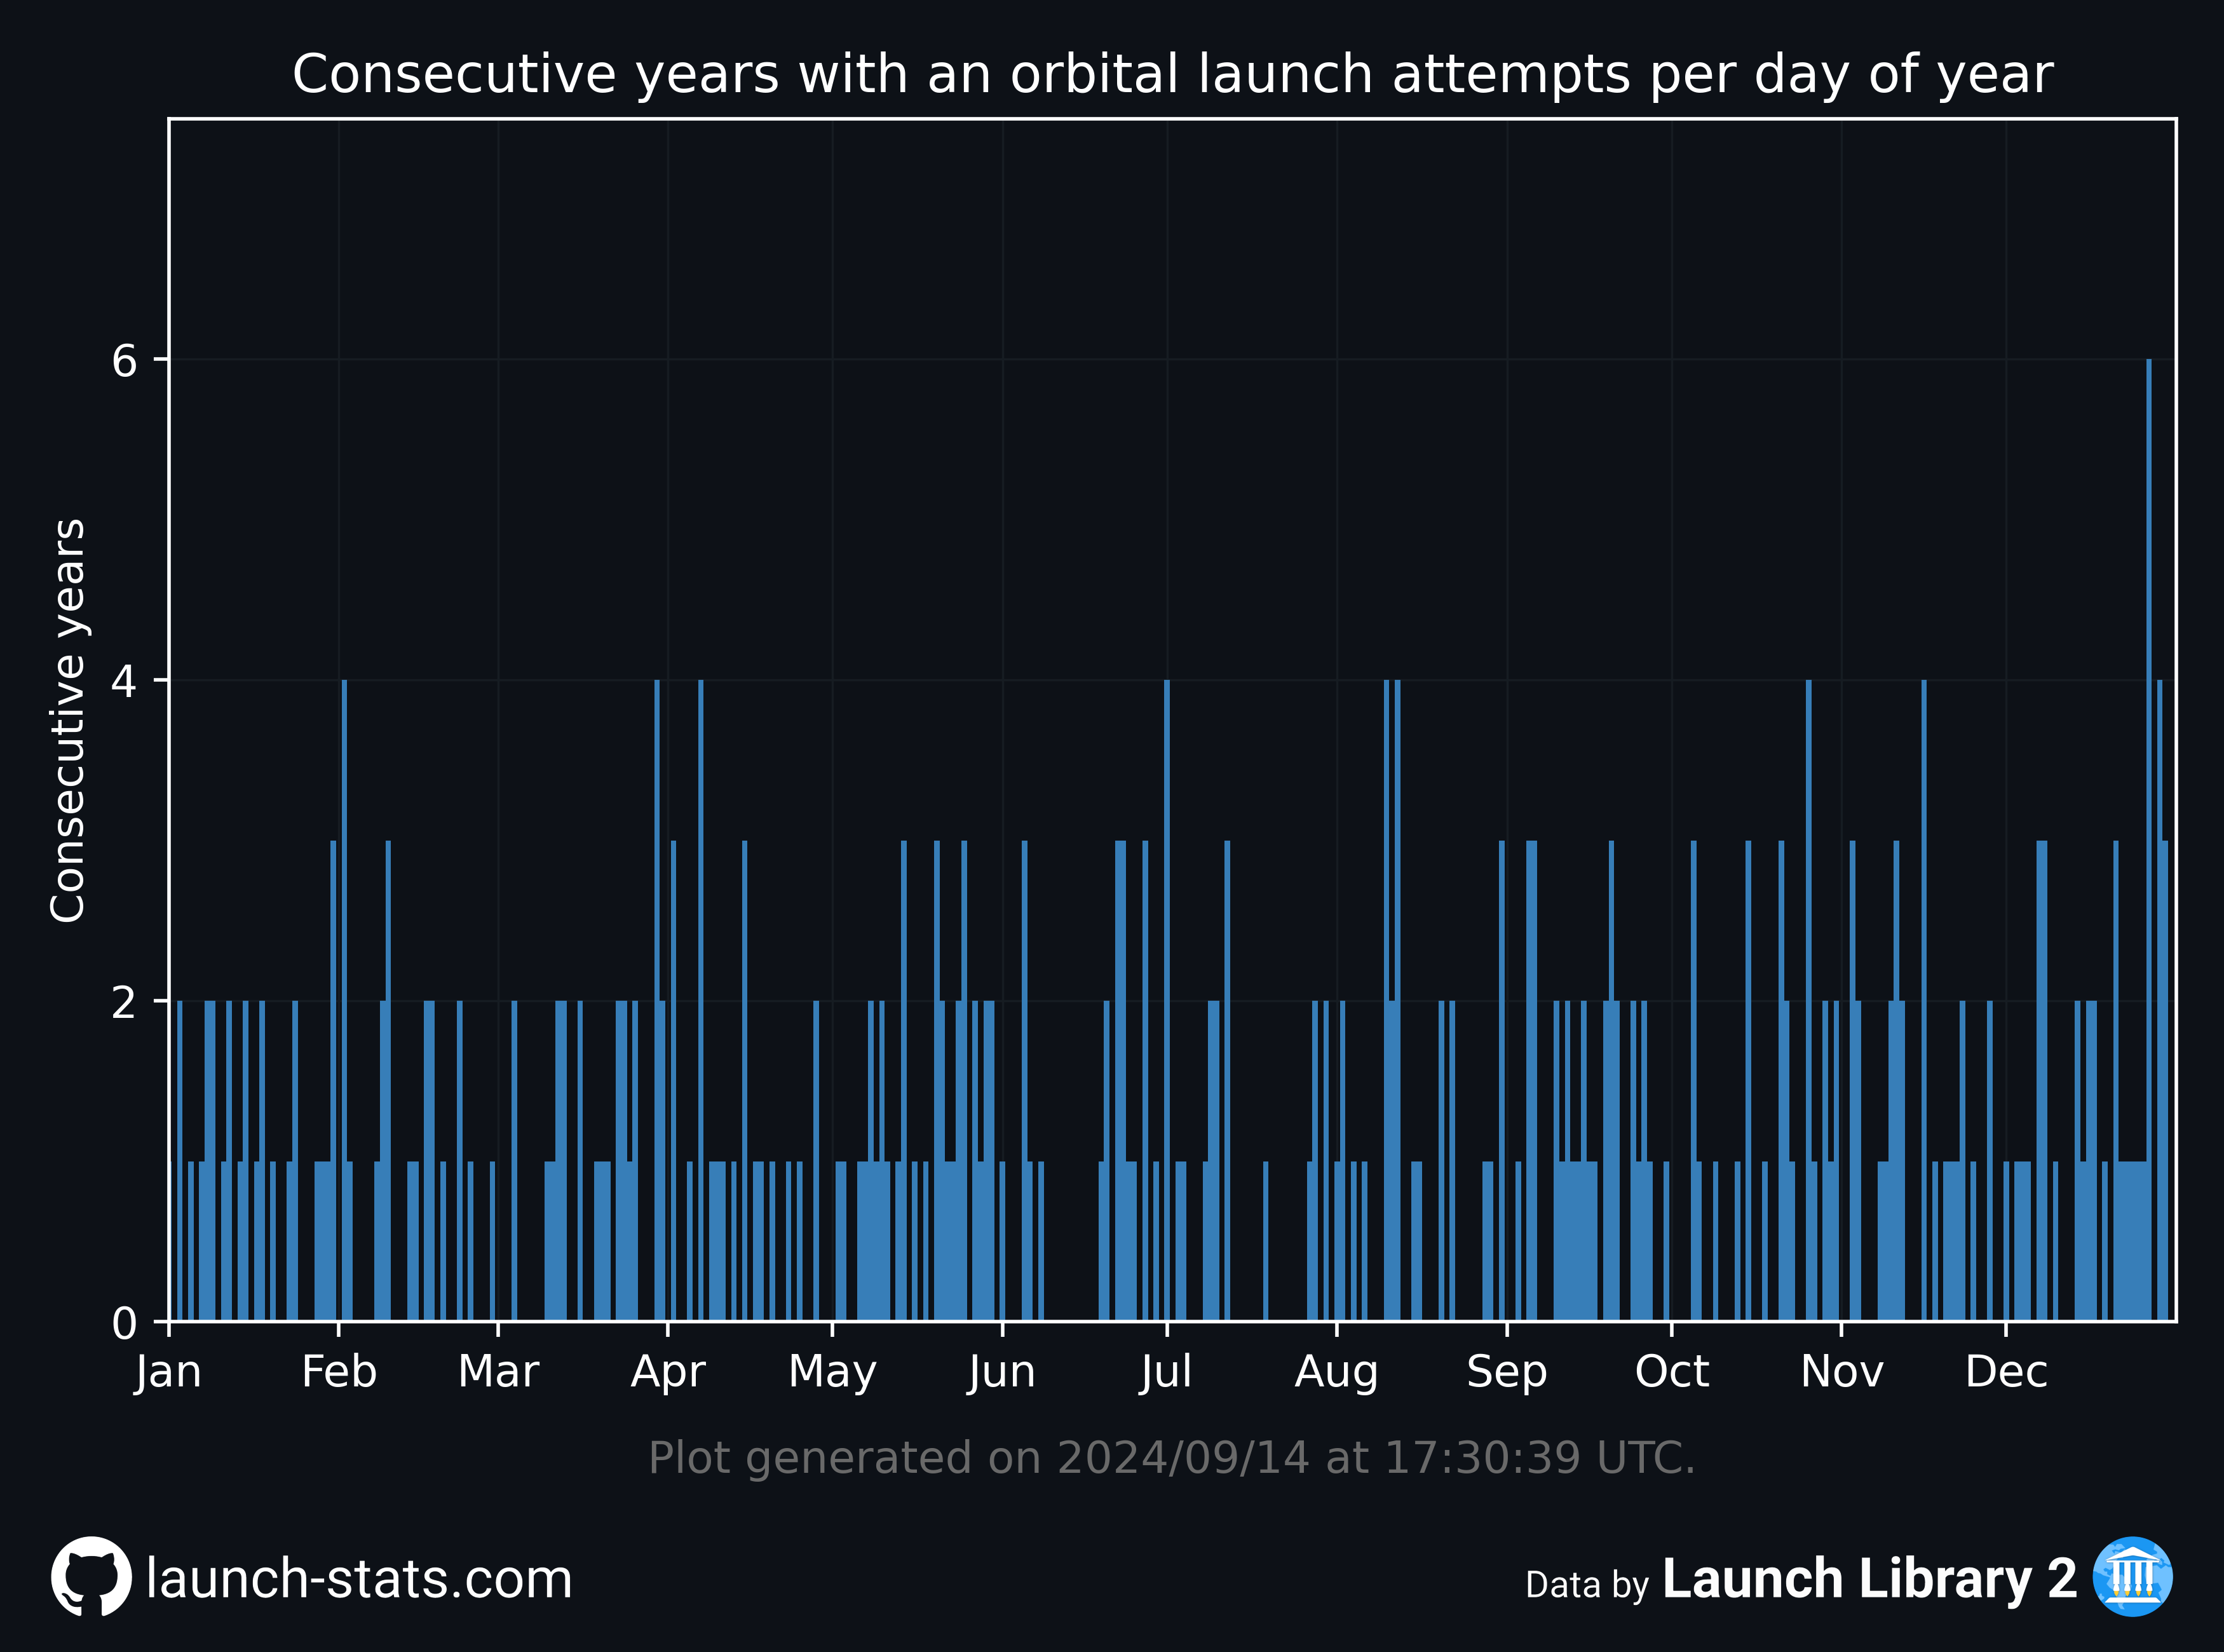 Consecutive years with an orbital launch attempts per day of year
Consecutive years
6
4
2
0
Jan Feb Mar Apr May Jun Jul Aug Sep Oct Nov Dec
Plot generated on 2024/09/14 at 17:30:39 UTC.
launch-stats.com
Data by Launch Library 2